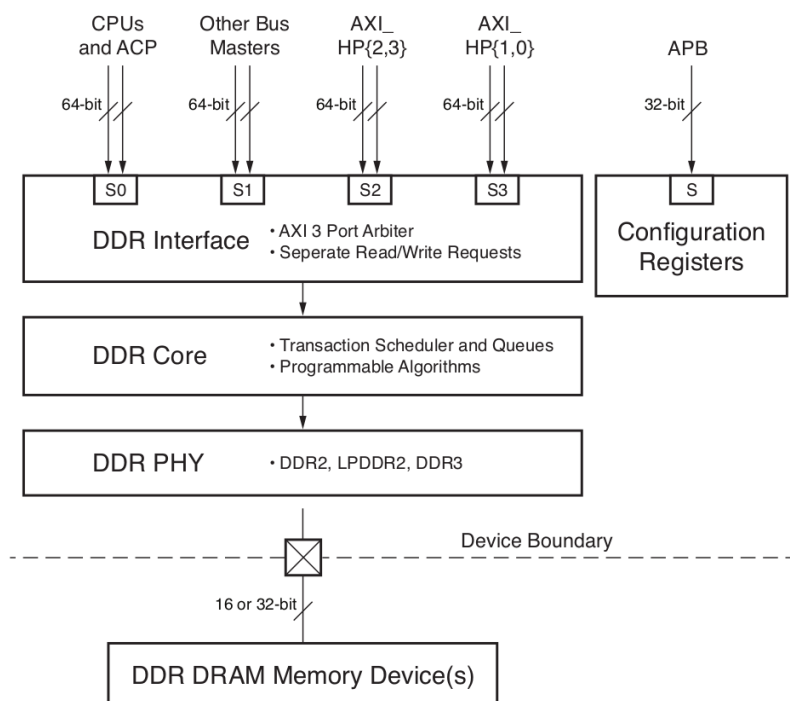 CPUs
and ACP
Other Bus
Masters
AXI_
HP{2,3}
AXI_
HP{1,0}
APB
64-bit
64-bit
64-bit
64-bit
32-bit
S0
S1
S2
S3
S
DDR Interface
• AXI 3 Port Arbiter
• Seperate Read/Write Requests
Configuration
Registers
DDR Core
• Transaction Scheduler and Queues
• Programmable Algorithms
DDR PHY
• DDR2, LPDDR2, DDR3
Device Boundary
16 or 32-bit
DDR DRAM Memory Device(s)